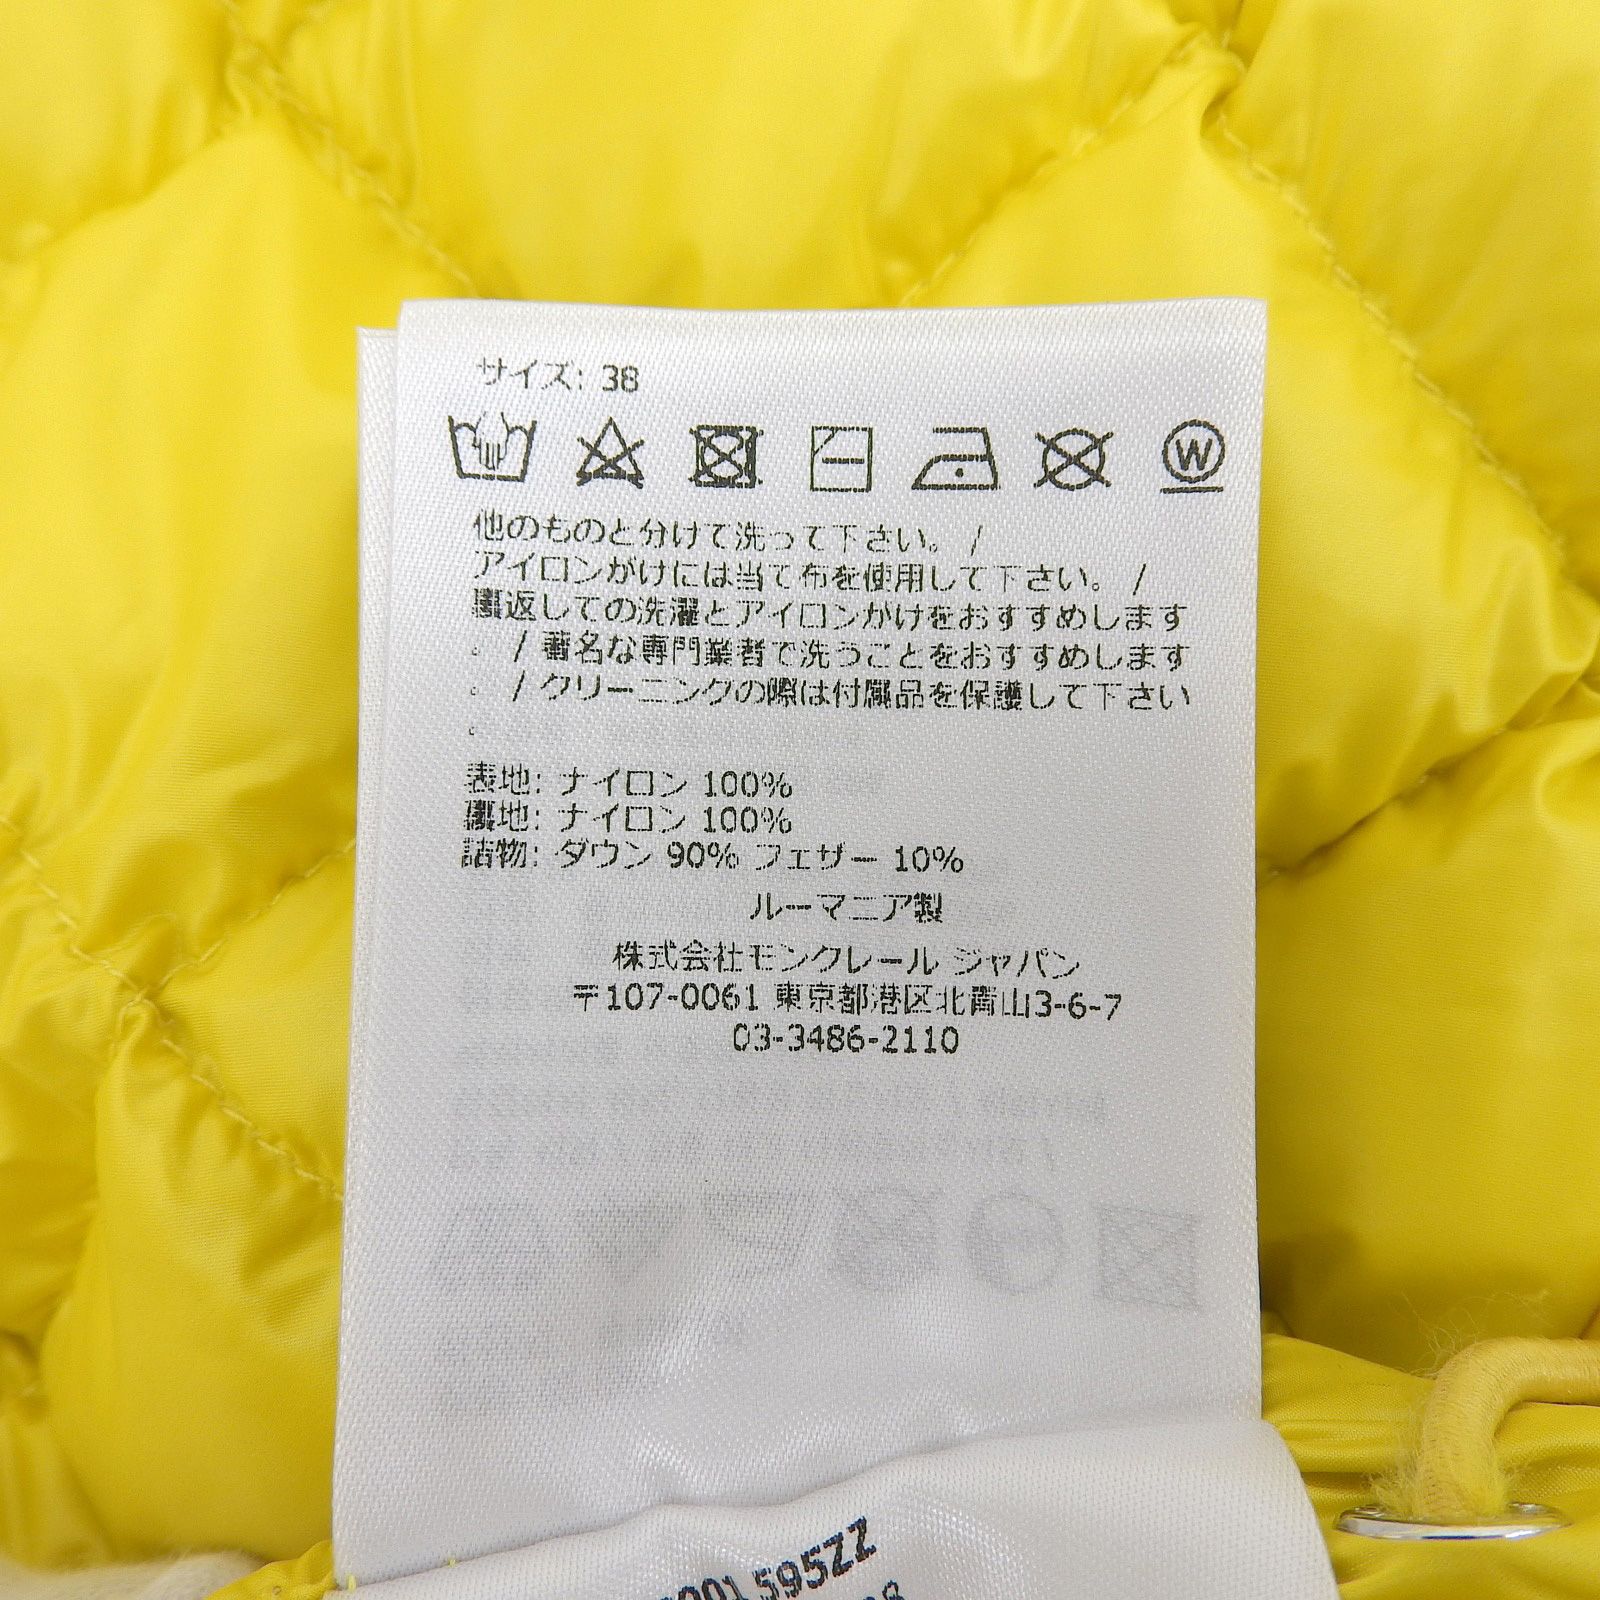 サイズ: 38
W
他のものと分けて洗って下さい。 /
アイロンがけには当て布を使用して下さい。 /
裏返しての洗濯とアイロンがけをおすすめします
。 / 著名な専門業者で洗うことをおすすめします
。 / クリーニングの際は付属品を保護して下さい
。
表地: ナイロン 100%
裏地: ナイロン 100%
詰物: ダウン 90% フェザー 10%
ルーマニア製
株式会社モンクレール ジャパン
〒107-0061 東京都港区北青山3-6-7
03-3486-2110
001595ZZ